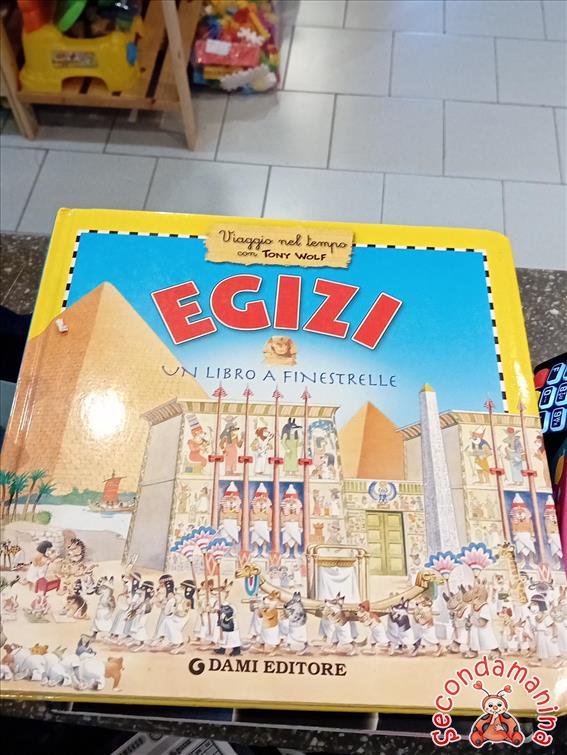 Viaggio nel tempo
con TONY WOLF
EGIZI
UN LIBRO A FINESTRELLE
DAMI EDITORE
Secondamanina